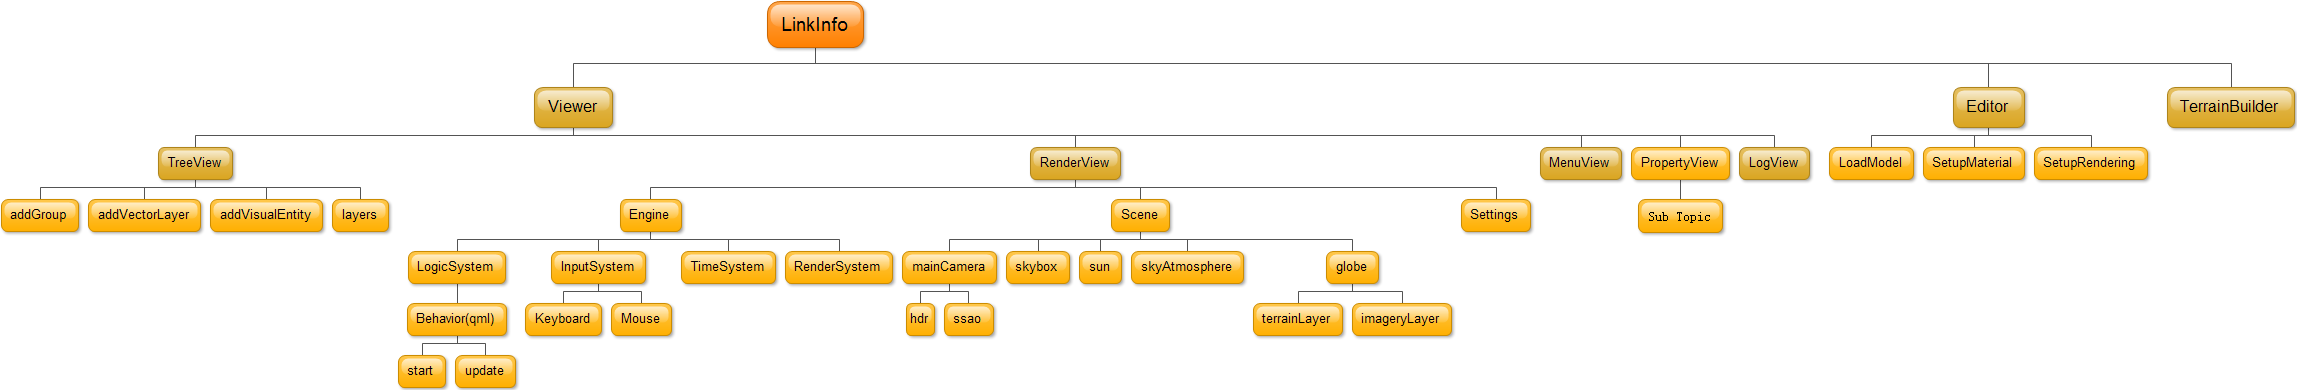 LinkInfo
Viewer
Editor
TerrainBuilder
TreeView
RenderView
MenuView
PropertyView
LogView
LoadModel
SetupMaterial
SetupRendering
addGroup
addVectorLayer
addVisualEntity
layers
Engine
Scene
Settings
Sub Topic
LogicSystem
InputSystem
TimeSystem
RenderSystem
mainCamera
skybox
sun
skyAtmosphere
globe
Behavior(qml)
Keyboard
Mouse
hdr
ssao
terrainLayer
imageryLayer
start
update